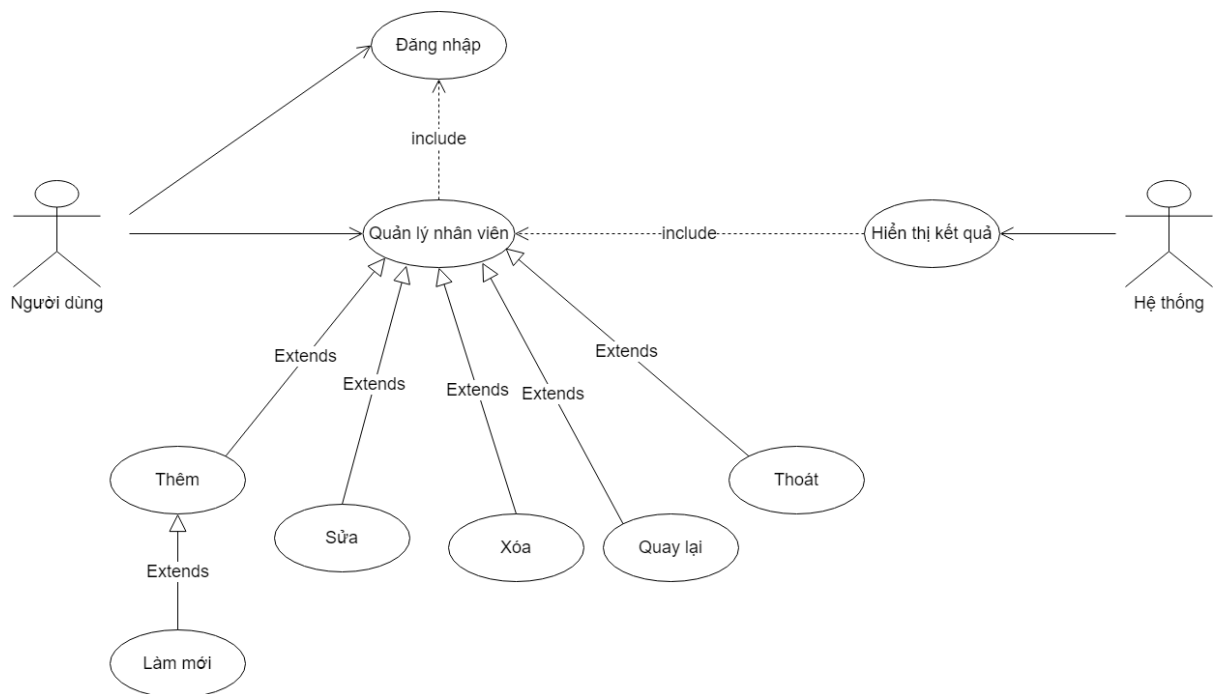 Đăng nhập
include
Quản lý nhân viên
include
Hiển thị kết quả
Người dùng
Hệ thống
Extends
Extends
Extends
Extends
Extends
Thêm
Sửa
Xóa
Quay lại
Thoát
Extends
Làm mới